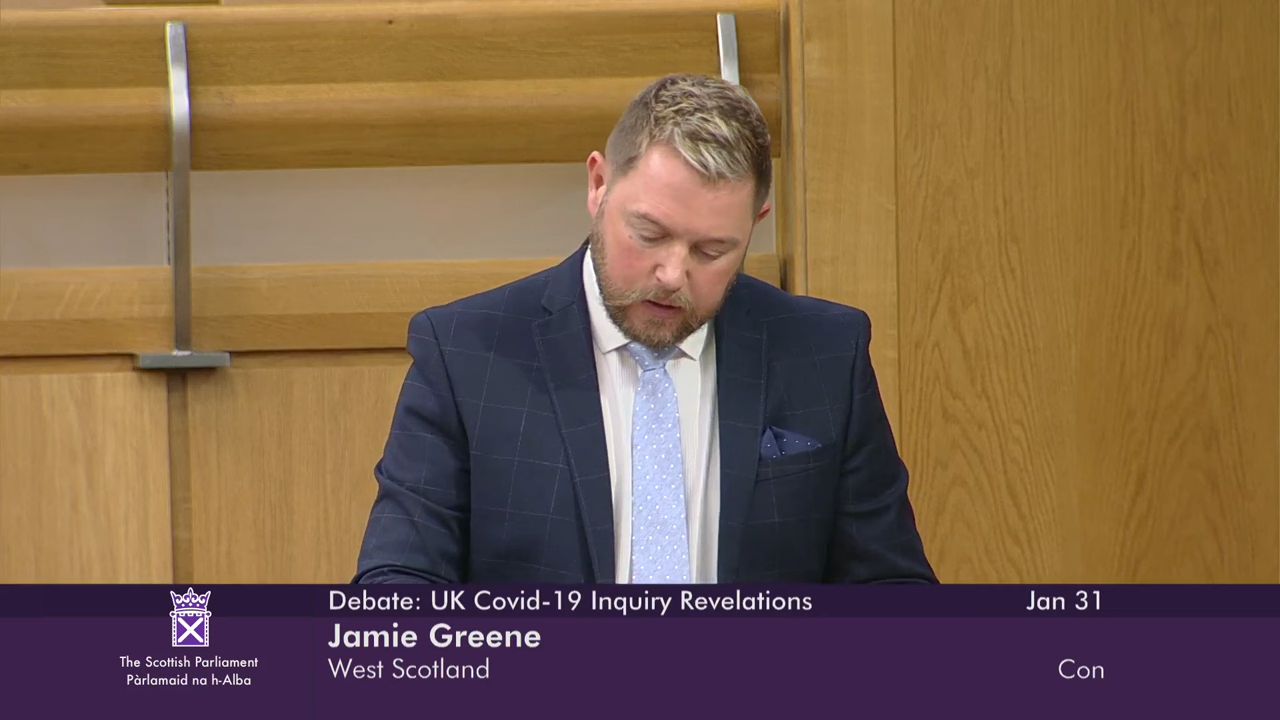 Debate: UK Covid-19 Inquiry Revelations
Jan 31
Jamie Greene
West Scotland
Con
The Scottish Parliament
Pàrlamaid na h-Alba